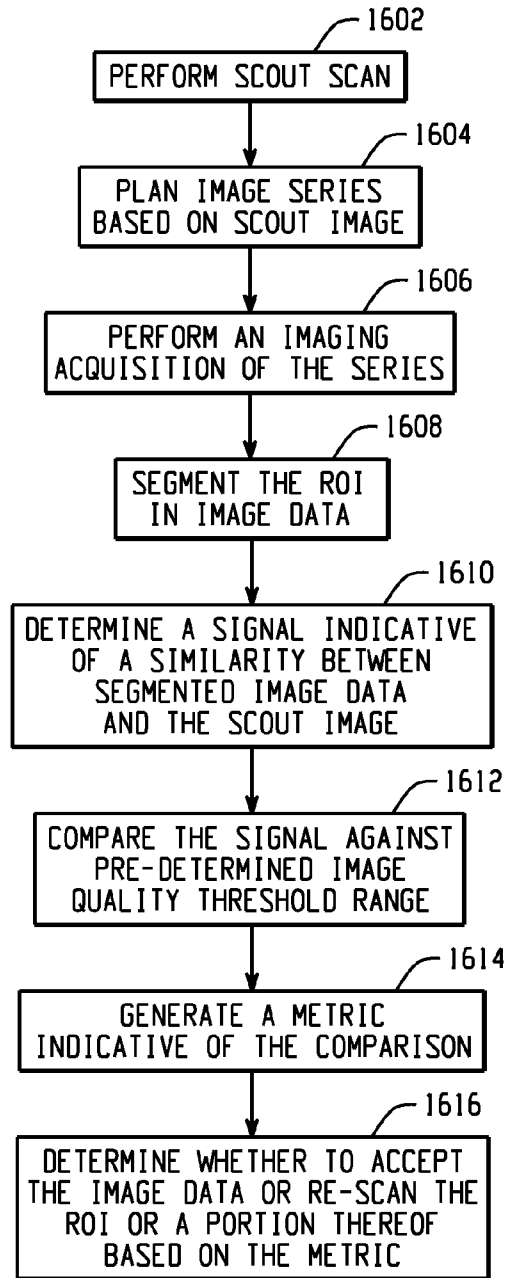 1602
PERFORM SCOUT SCAN
1604
PLAN IMAGE SERIES
BASED ON SCOUT IMAGE
1606
PERFORM AN IMAGING
ACQUISITION OF THE SERIES
1608
SEGMENT THE ROI
IN IMAGE DATA
1610
DETERMINE A SIGNAL INDICATIVE
OF A SIMILARITY BETWEEN
SEGMENTED IMAGE DATA
AND THE SCOUT IMAGE
1612
COMPARE THE SIGNAL AGAINST
PRE-DETERMINED IMAGE
QUALITY THRESHOLD RANGE
1614
GENERATE A METRIC
INDICATIVE OF THE COMPARISON
1616
DETERMINE WHETHER TO ACCEPT
THE IMAGE DATA OR RE-SCAN THE
ROI OR A PORTION THEREOF
BASED ON THE METRIC